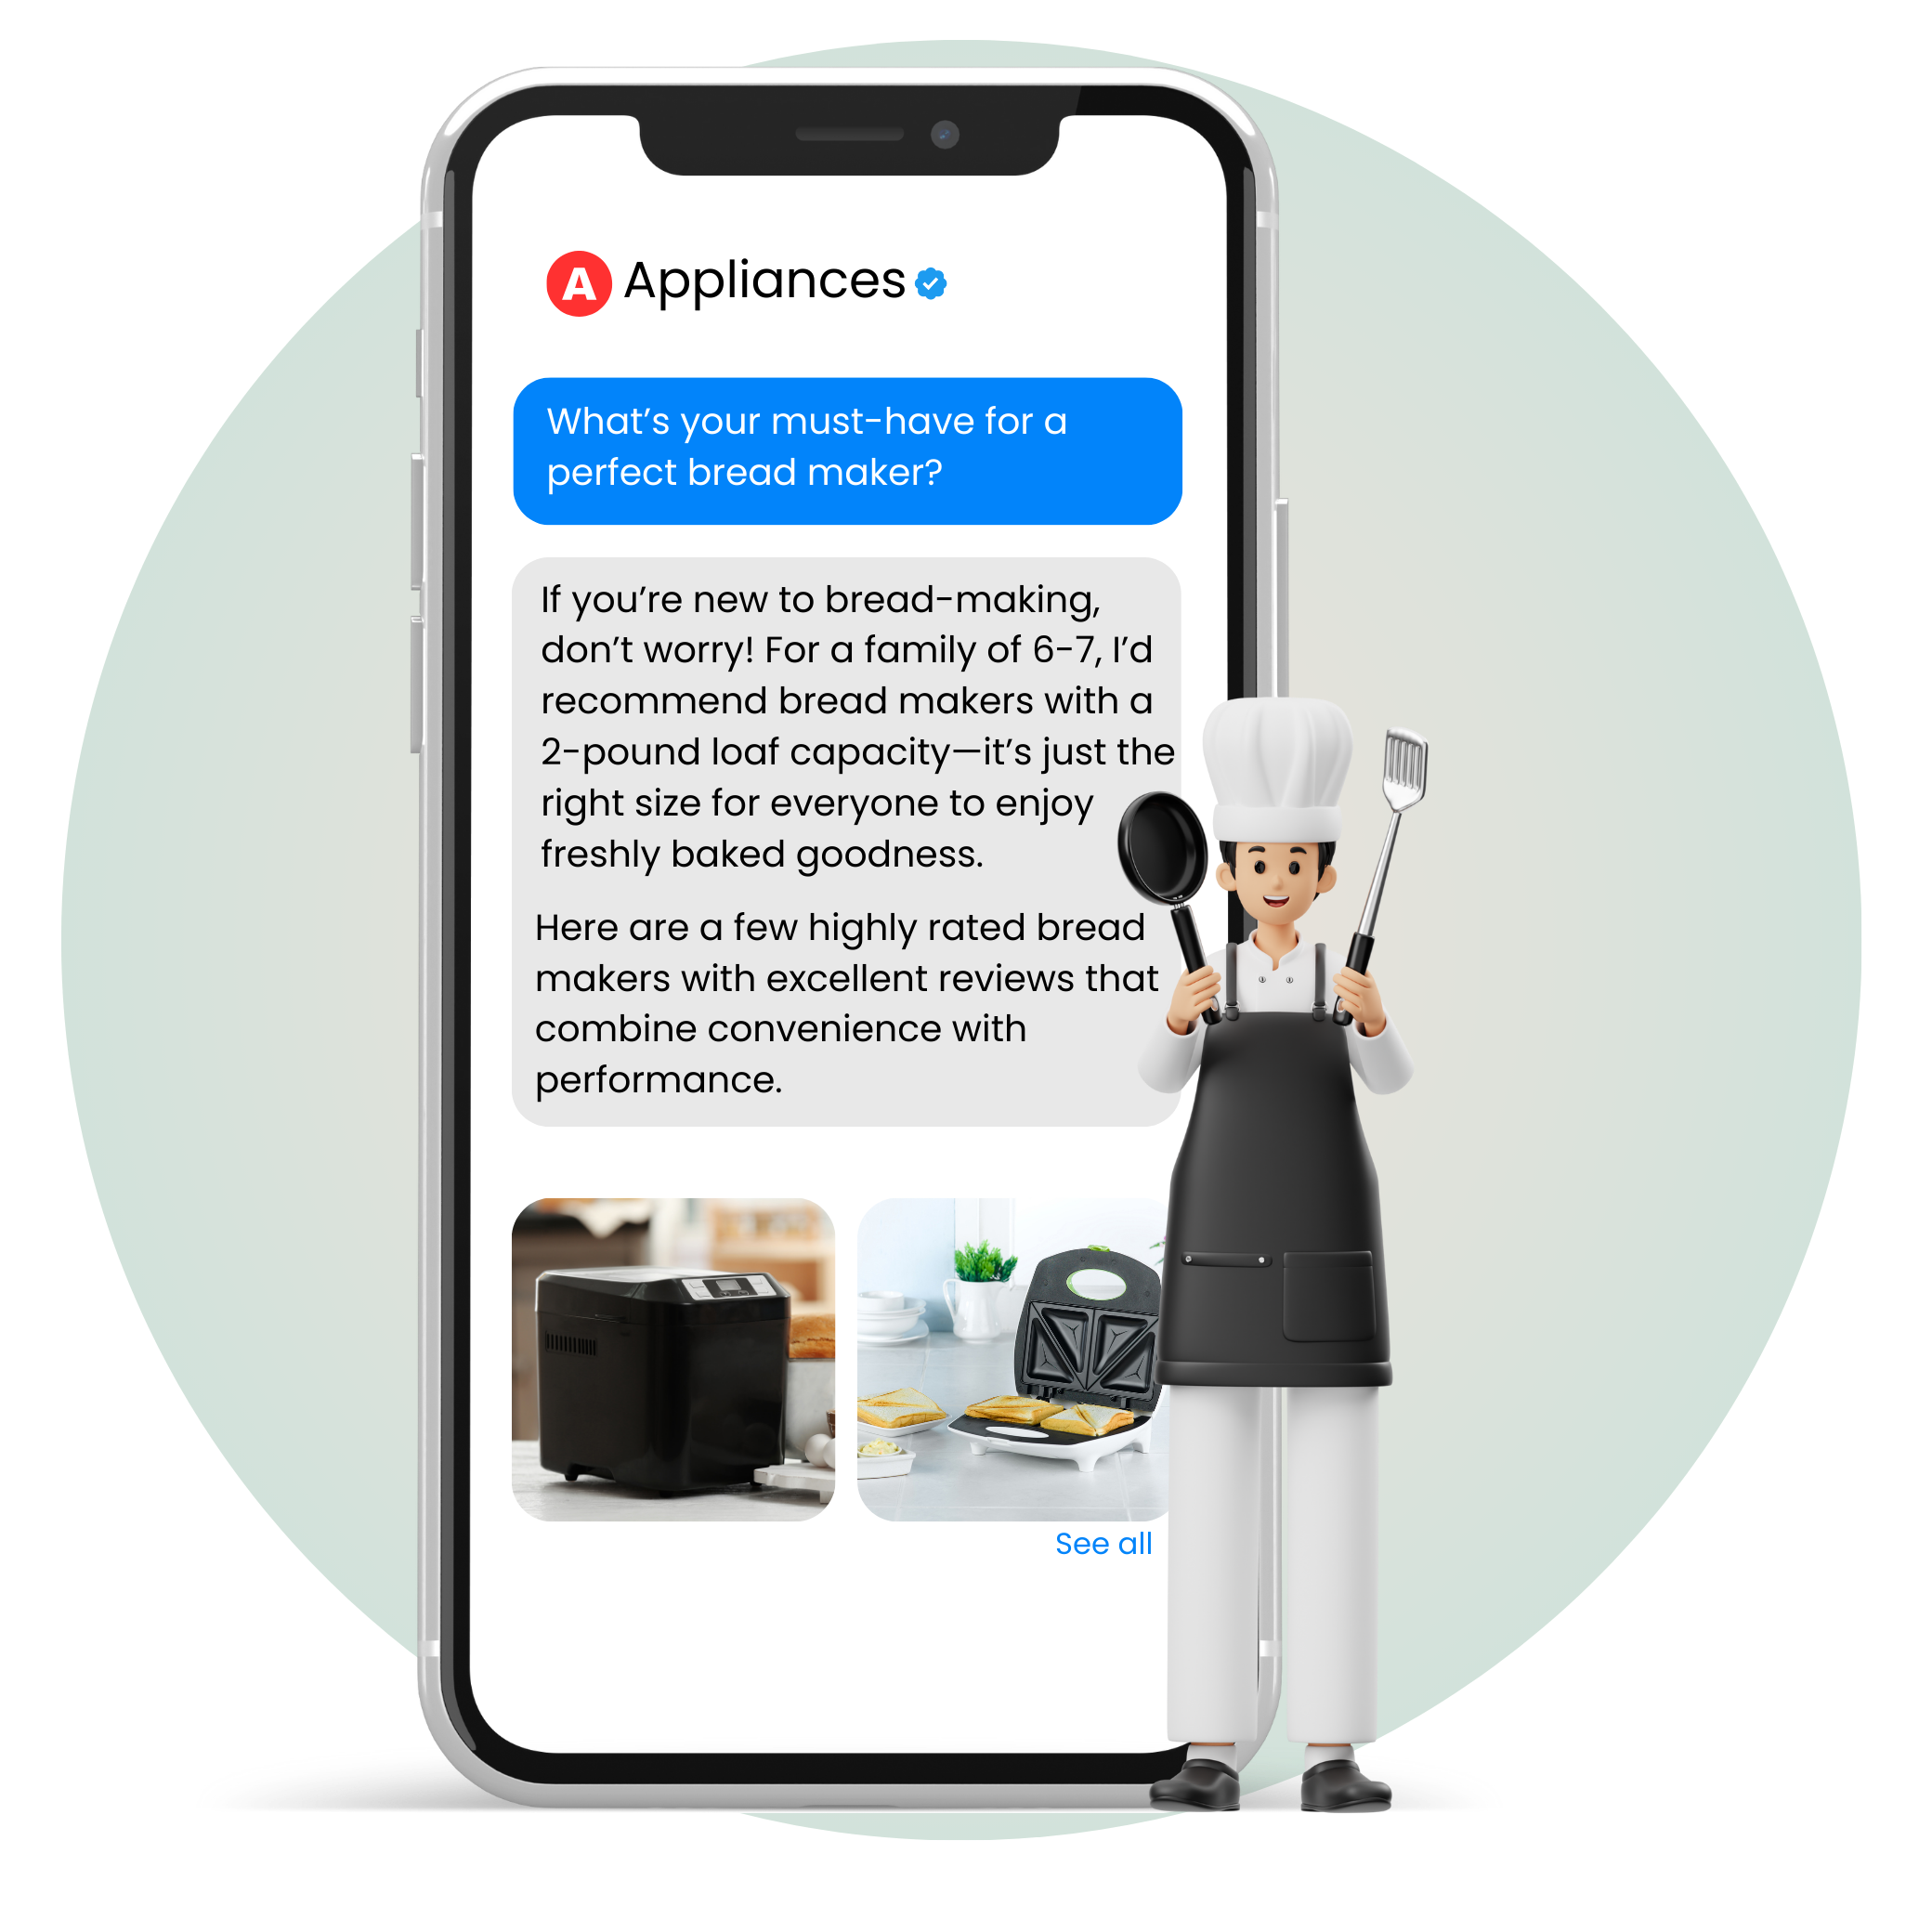 A Appliances
What’s your must-have for a
perfect bread maker?
If you’re new to bread-making,
don’t worry! For a family of 6-7, I’d
recommend bread makers with a
2-pound loaf capacity—it’s just the
right size for everyone to enjoy
freshly baked goodness.
Here are a few highly rated bread
makers with excellent reviews that
combine convenience with
performance.
See all